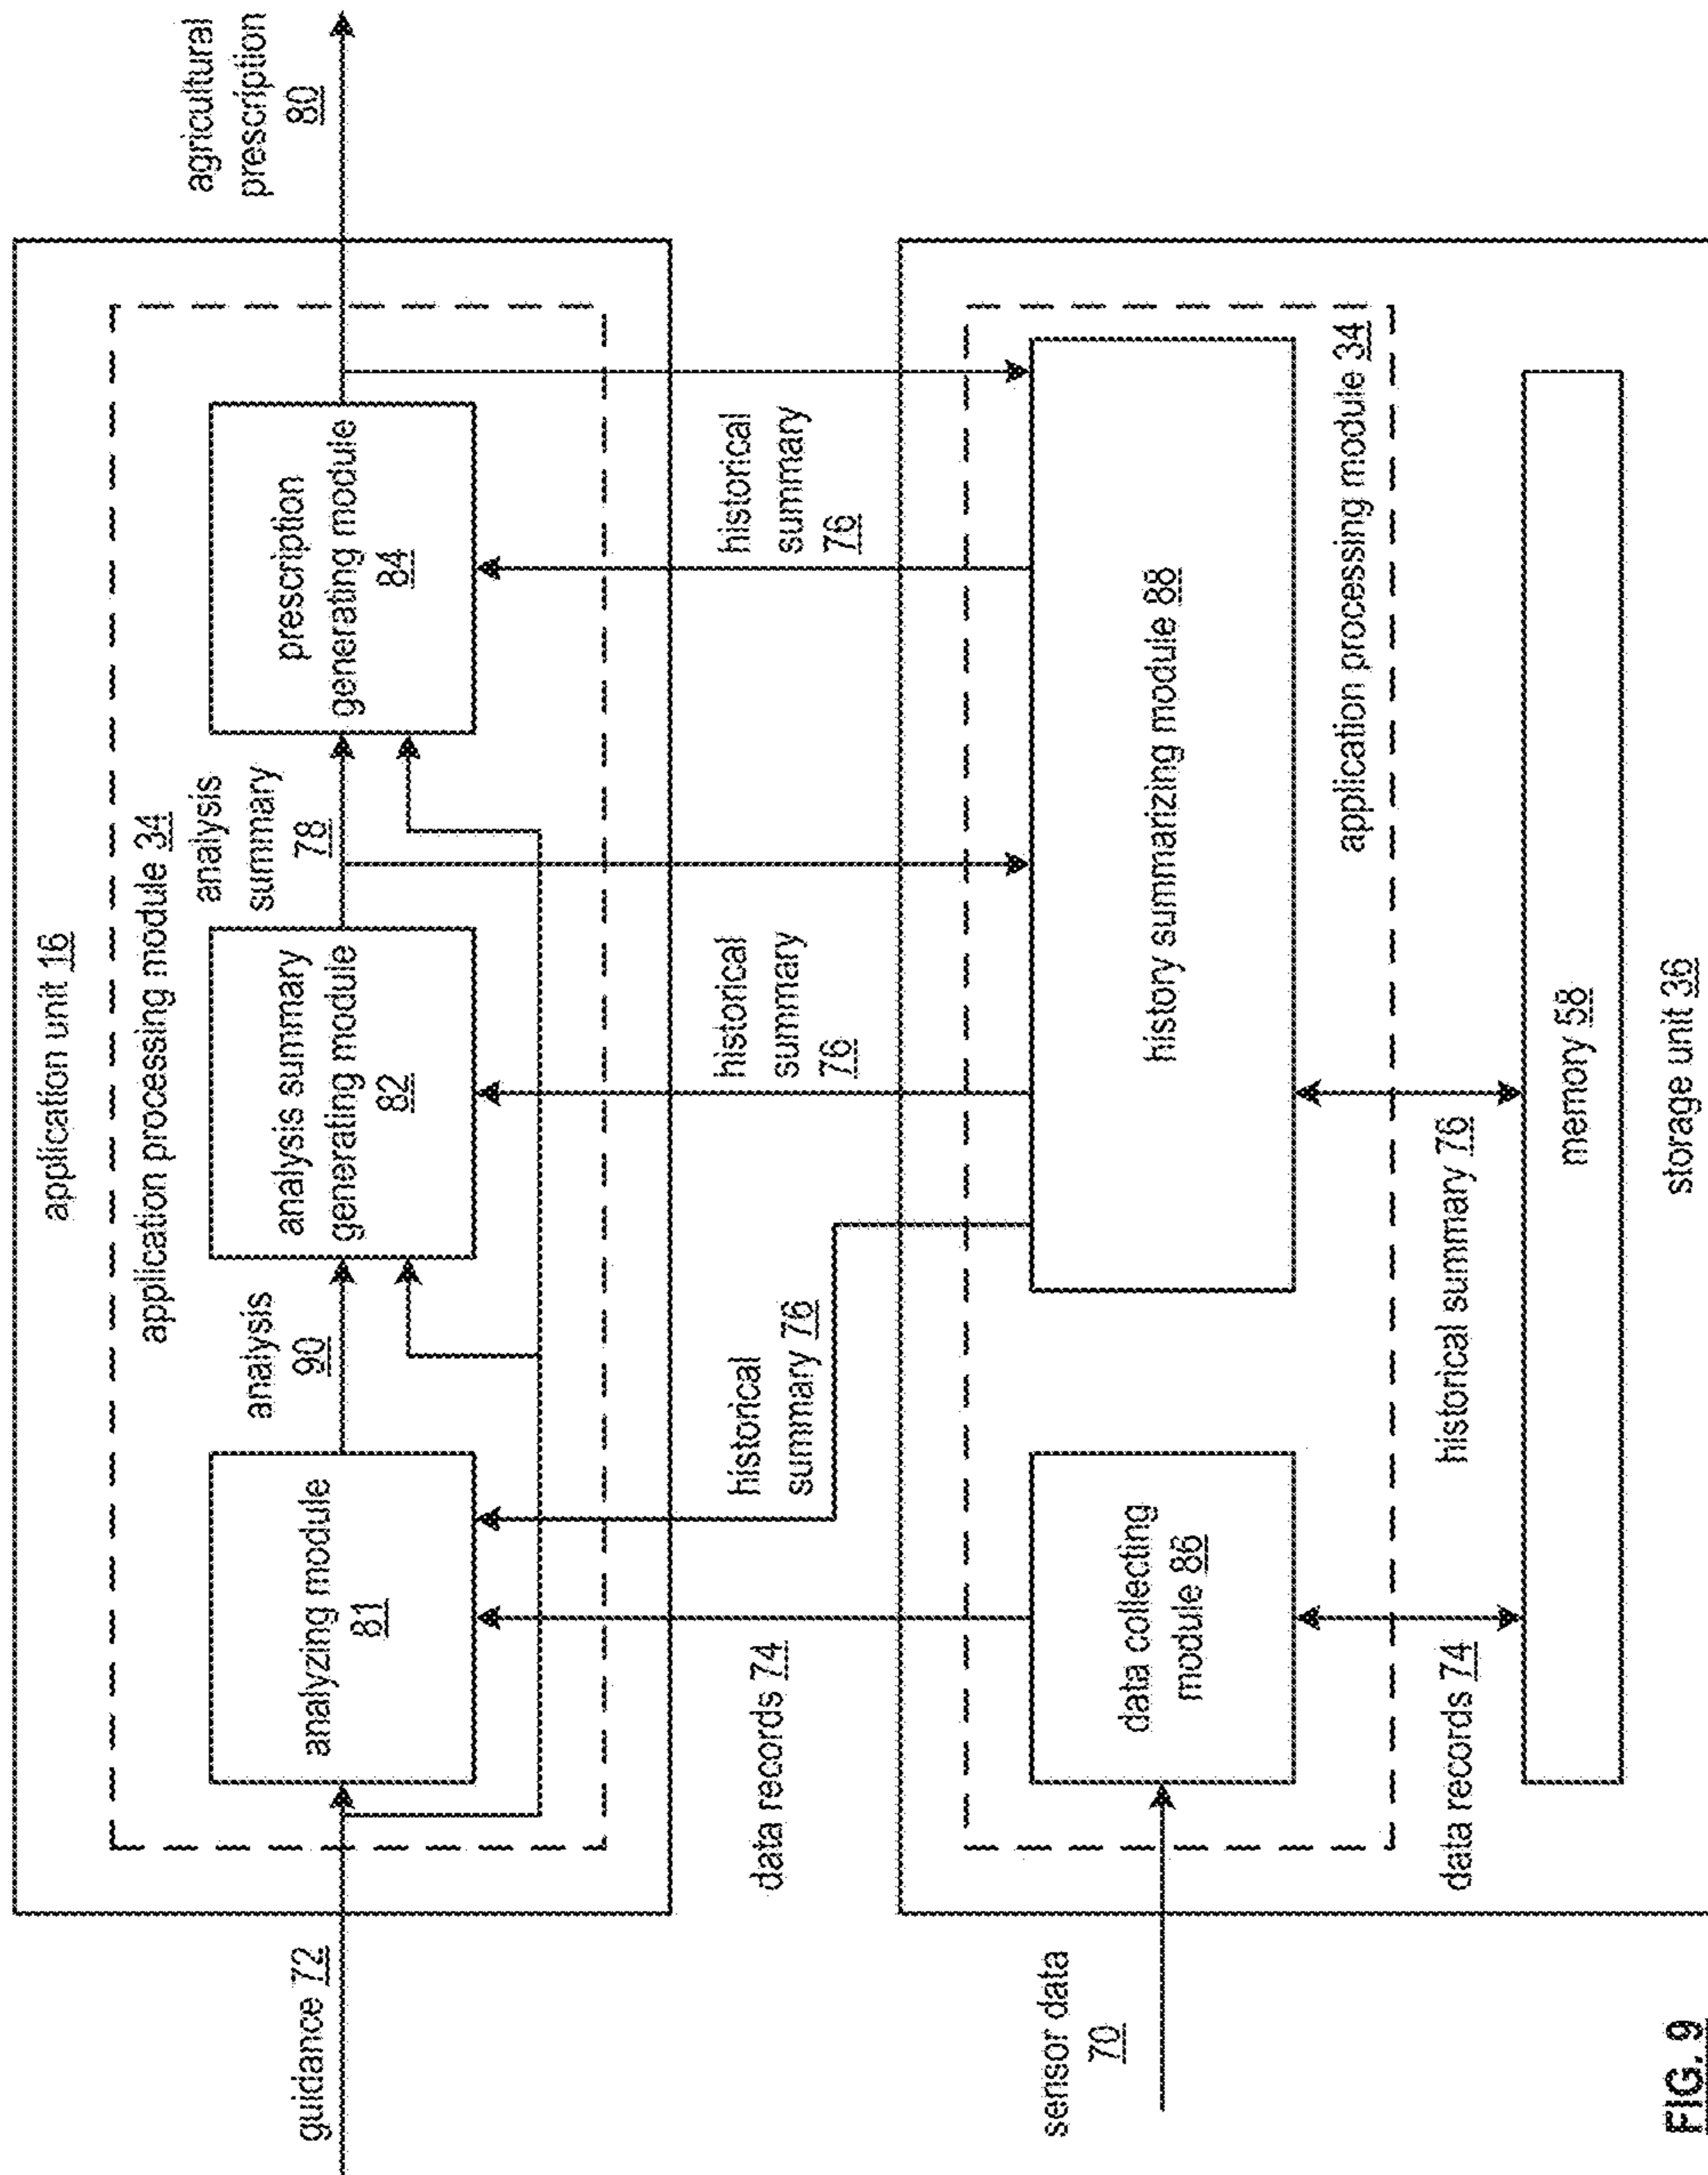 application unit 16
application processing module 34
guidance 72
analyzing module
81
analysis
90
analysis summary
generating module
82
analysis
summary
78
prescription
generating module
84
agricultural
prescription
80
data records 74
historical
summary 76
historical
summary
76
historical
summary
76
sensor data
70
data collecting
module 86
history summarizing module 88
application processing module 34
data records 74
historical summary 76
memory 58
storage unit 36
FIG. 9